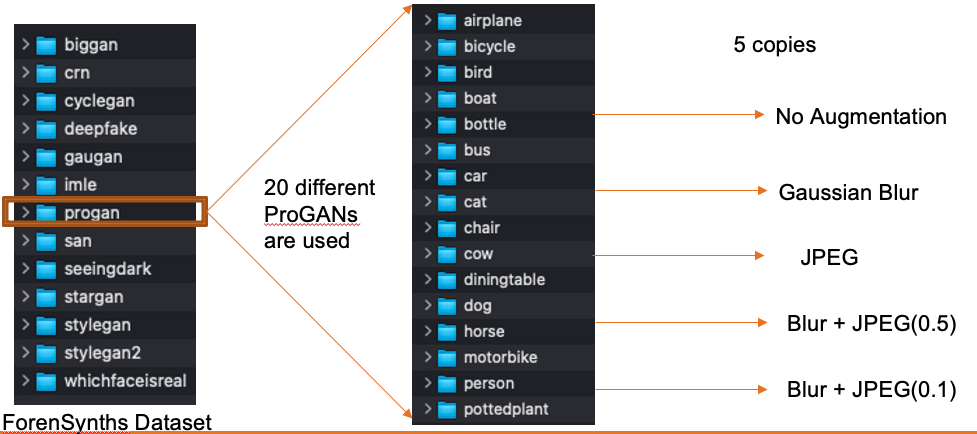 biggan
crn
cyclegan
deepfake
gaugan
imle
progan
san
seeingdark
stargan
stylegan
stylegan2
whichfaceisreal
ForenSynths Dataset
20 different
ProGANs
are used
airplane
bicycle
bird
boat
bottle
bus
car
cat
chair
cow
diningtable
dog
horse
motorbike
person
pottedplant
5 copies
No Augmentation
Gaussian Blur
JPEG
Blur + JPEG(0.5)
Blur + JPEG(0.1)